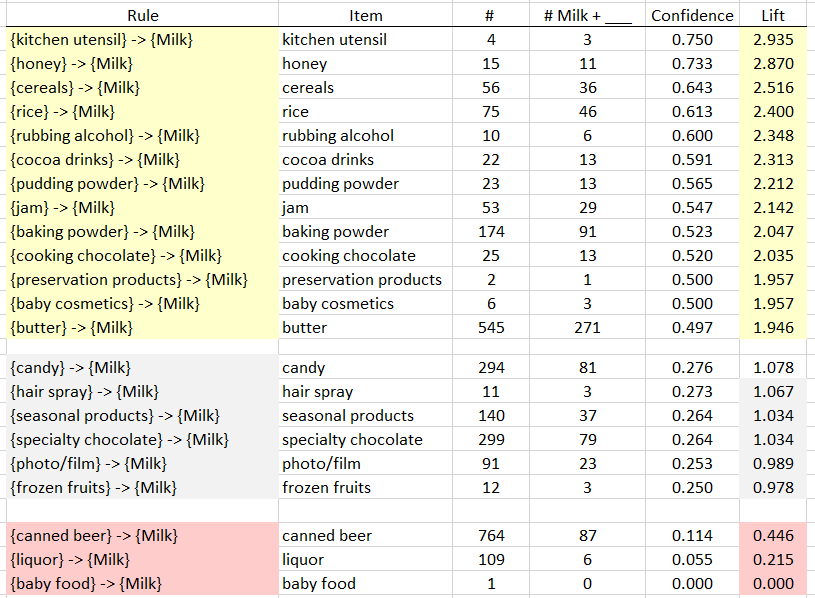 Rule Item # # Milk + ___ Confidence Lift
{kitchen utensil} -> {Milk} kitchen utensil 4 3 0.750 2.935
{honey} -> {Milk} honey 15 11 0.733 2.870
{cereals} -> {Milk} cereals 56 36 0.643 2.516
{rice} -> {Milk} rice 75 46 0.613 2.400
{rubbing alcohol} -> {Milk} rubbing alcohol 10 6 0.600 2.348
{cocoa drinks} -> {Milk} cocoa drinks 22 13 0.591 2.313
{pudding powder} -> {Milk} pudding powder 23 13 0.565 2.212
{jam} -> {Milk} jam 53 29 0.547 2.142
{baking powder} -> {Milk} baking powder 174 91 0.523 2.047
{cooking chocolate} -> {Milk} cooking chocolate 25 13 0.520 2.035
{preservation products} -> {Milk} preservation products 2 1 0.500 1.957
{baby cosmetics} -> {Milk} baby cosmetics 6 3 0.500 1.957
{butter} -> {Milk} butter 545 271 0.497 1.946
{candy} -> {Milk} candy 294 81 0.276 1.078
{hair spray} -> {Milk} hair spray 11 3 0.273 1.067
{seasonal products} -> {Milk} seasonal products 140 37 0.264 1.034
{specialty chocolate} -> {Milk} specialty chocolate 299 79 0.264 1.034
{photo/film} -> {Milk} photo/film 91 23 0.253 0.989
{frozen fruits} -> {Milk} frozen fruits 12 3 0.250 0.978
{canned beer} -> {Milk} canned beer 764 87 0.114 0.446
{liquor} -> {Milk} liquor 109 6 0.055 0.215
{baby food} -> {Milk} baby food 1 0 0.000 0.000